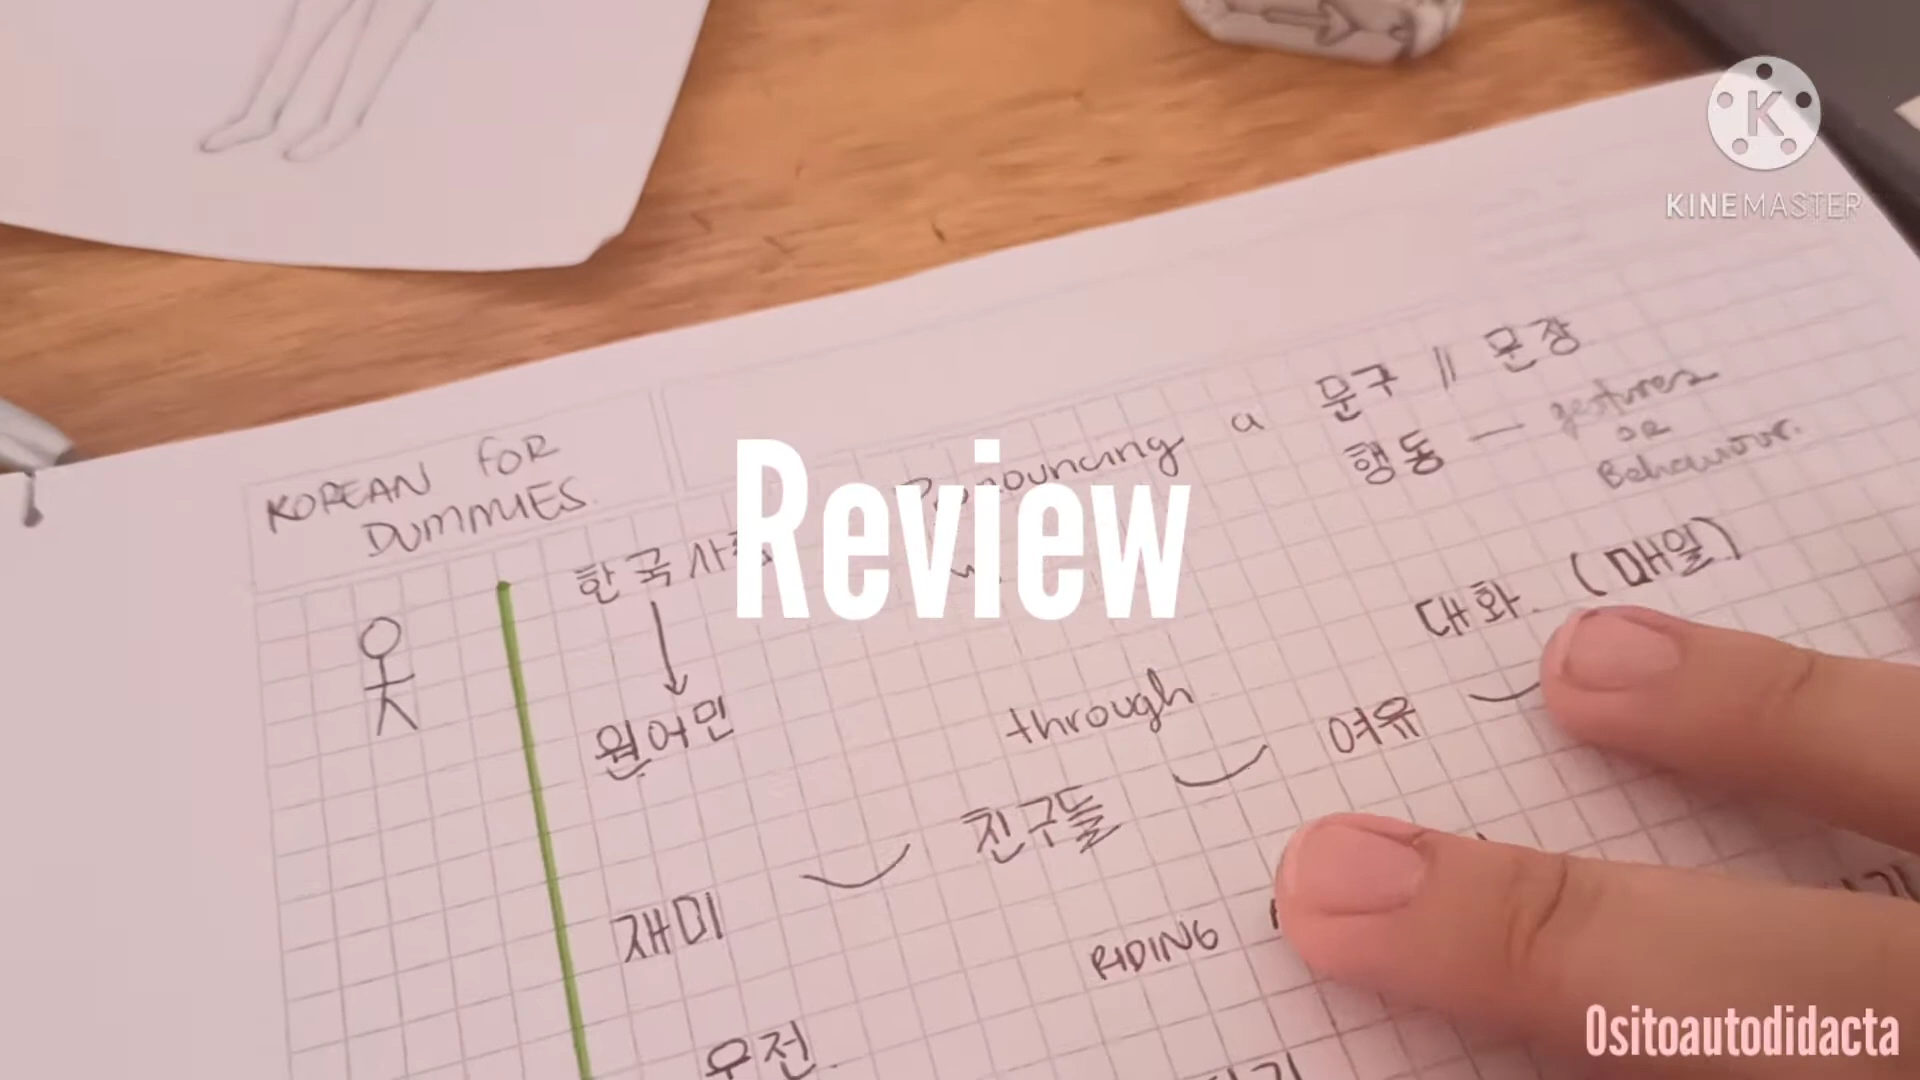 KINEMASTER
문구 // 문장
Pronouncing a
행동 — gestures
OR
Behaviour.
KOREAN FOR
DUMMIES
Review
한국사
대화. (매일)
원어민
through
여유
친구들
재미
RIDING
운전.
Ositoautodidacta